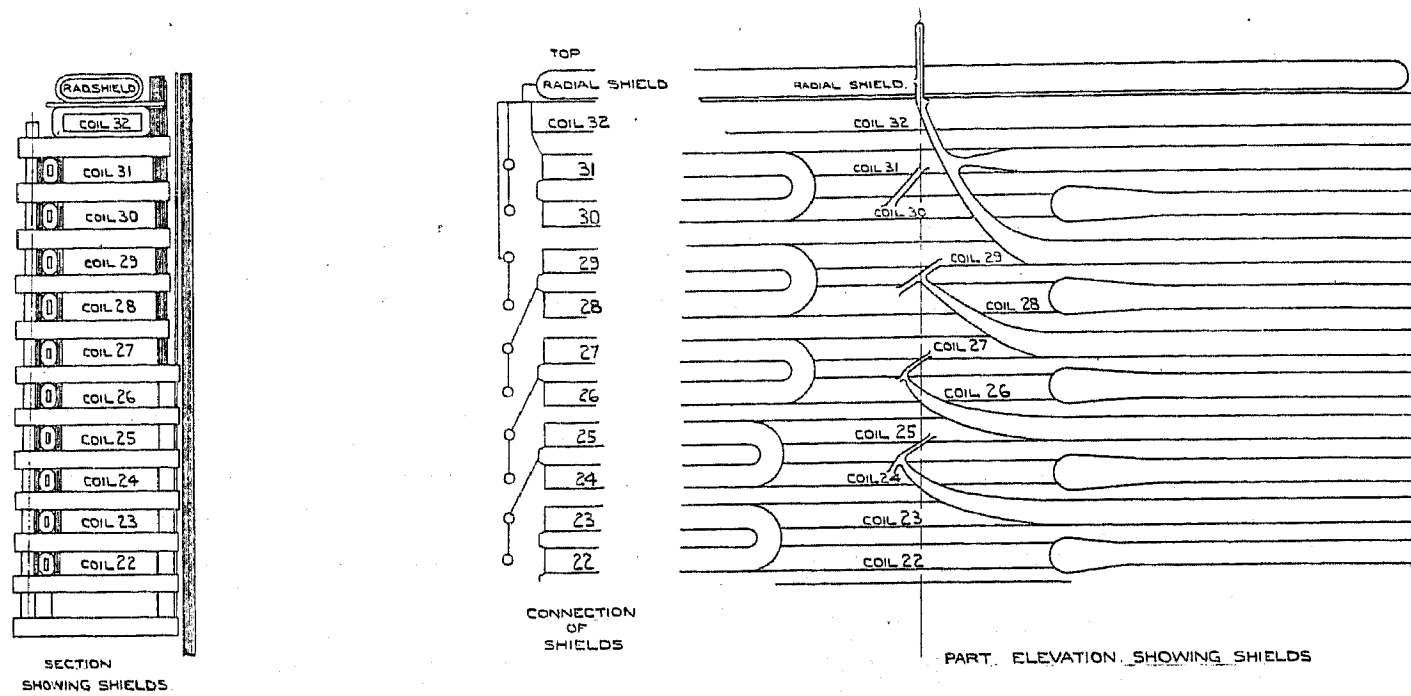 RAD.SHIELD
COIL 32
COIL 31
COIL 30
COIL 29
COIL 28
COIL 27
COIL 26
COIL 25
COIL 24
COIL 23
COIL 22
SECTION
SHOWING SHIELDS
TOP
RADIAL SHIELD
COIL 32
31
30
29
28
27
26
25
24
23
22
CONNECTION
OF
SHIELDS
RADIAL SHIELD.
COIL 32
COIL 31
COIL 30
COIL 29
COIL 28
COIL 27
COIL 26
COIL 25
COIL 24
COIL 23
COIL 22
PART ELEVATION. SHOWING SHIELDS